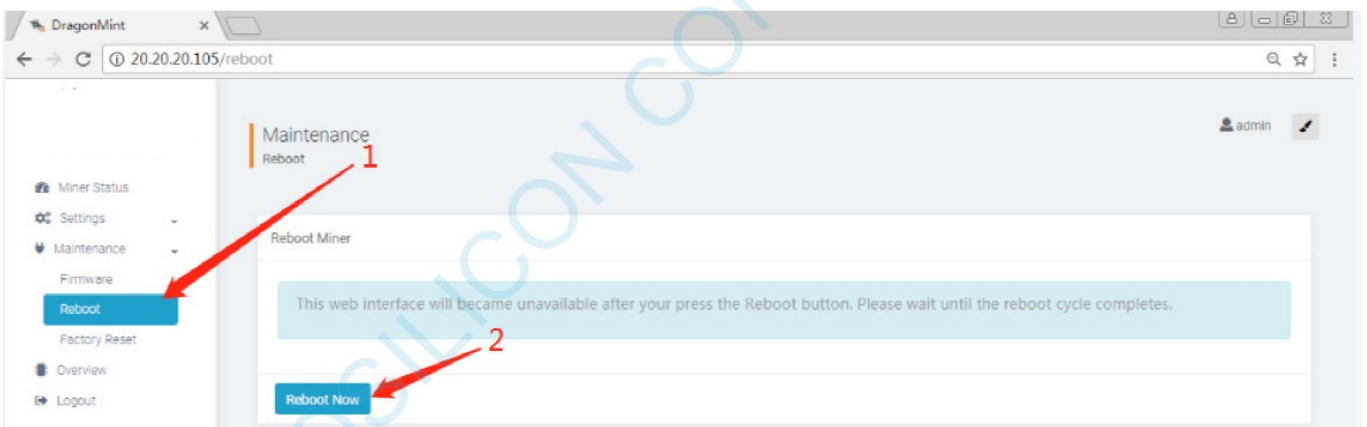 DragonMint
20.20.20.105/reboot
admin
Maintenance
Reboot
1
Miner Status
Settings
Maintenance
Firmware
Reboot
Factory Reset
Overview
Logout
Reboot Miner
This web interface will became unavailable after your press the Reboot button. Please wait until the reboot cycle completes.
2
Reboot Now
OSILICON CO